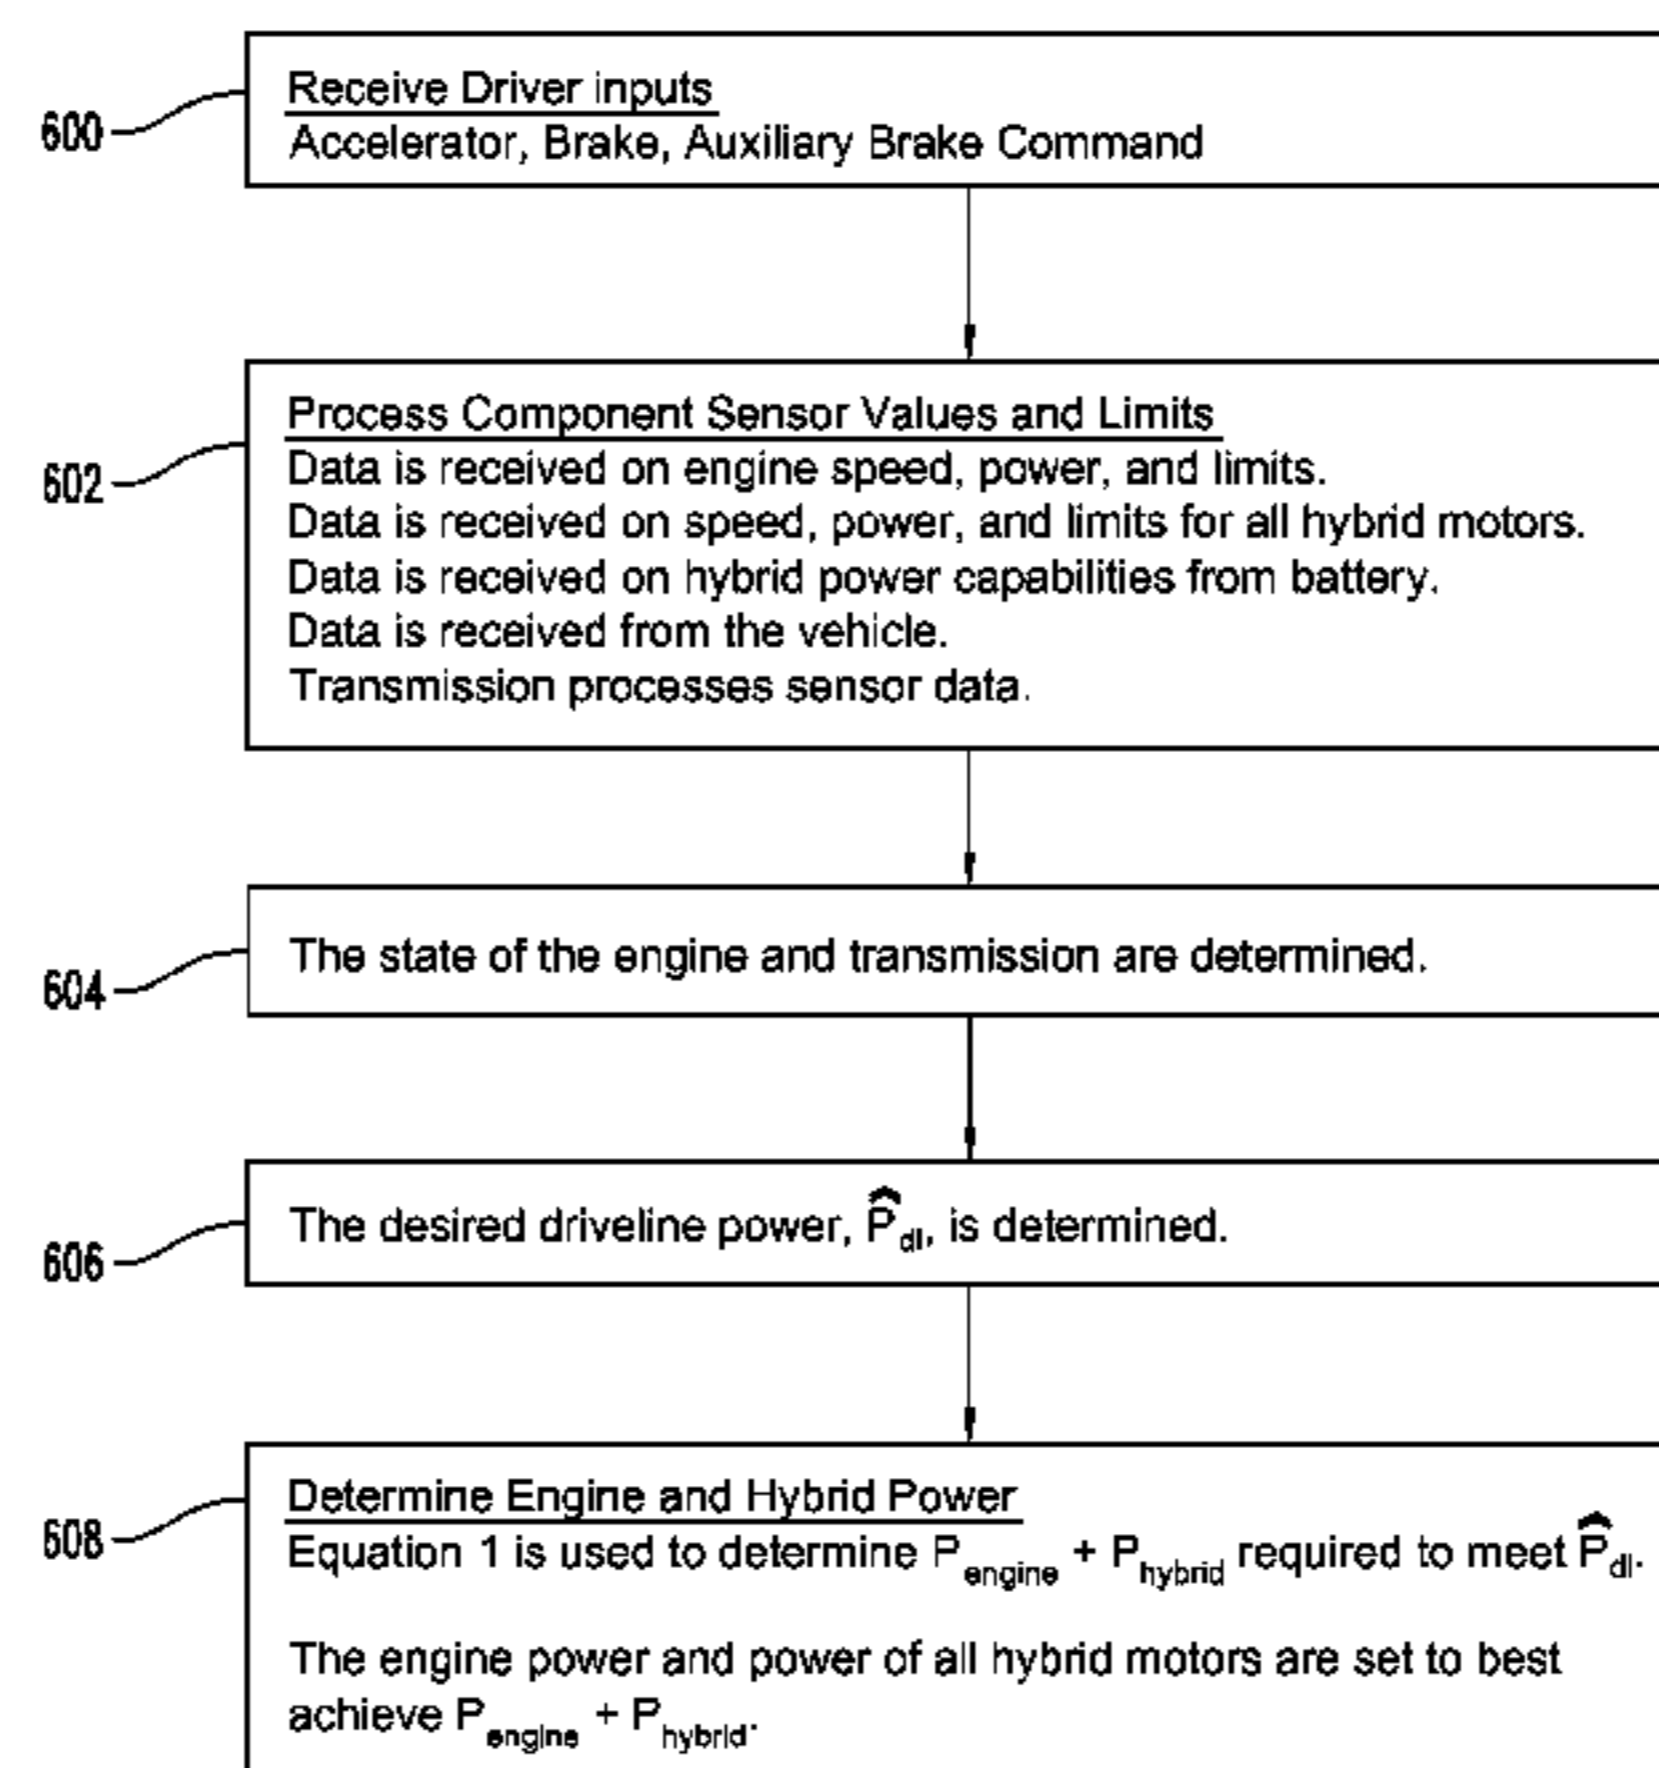 600
Receive Driver inputs
Accelerator, Brake, Auxiliary Brake Command
602
Process Component Sensor Values and Limits
Data is received on engine speed, power, and limits.
Data is received on speed, power, and limits for all hybrid motors.
Data is received on hybrid power capabilities from battery.
Data is received from the vehicle.
Transmission processes sensor data.
604
The state of the engine and transmission are determined.
606
The desired driveline power, P̂dl, is determined.
608
Determine Engine and Hybrid Power
Equation 1 is used to determine Pengine + Phybrid required to meet P̂dl.
The engine power and power of all hybrid motors are set to best
achieve Pengine + Phybrid.